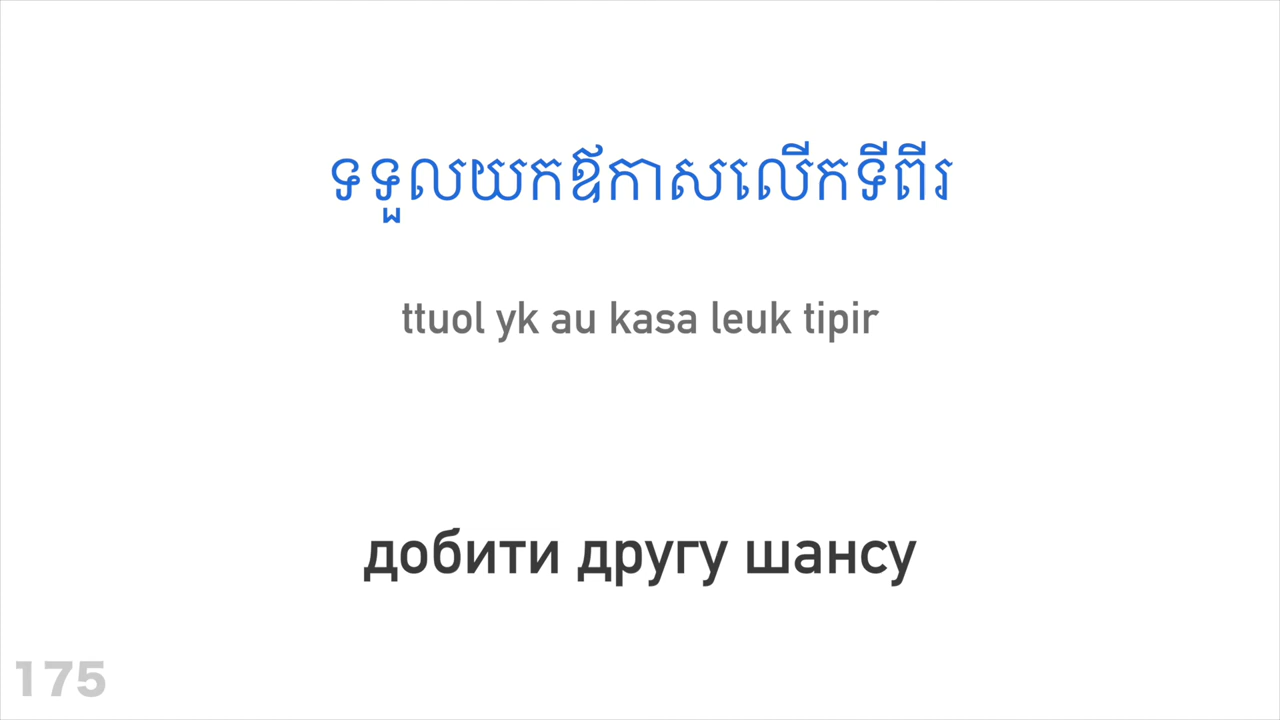 ទទួលយកឪកាសលើកទីពីរ
ttuol yk au kasa leuk tipir
добити другу шансу
175